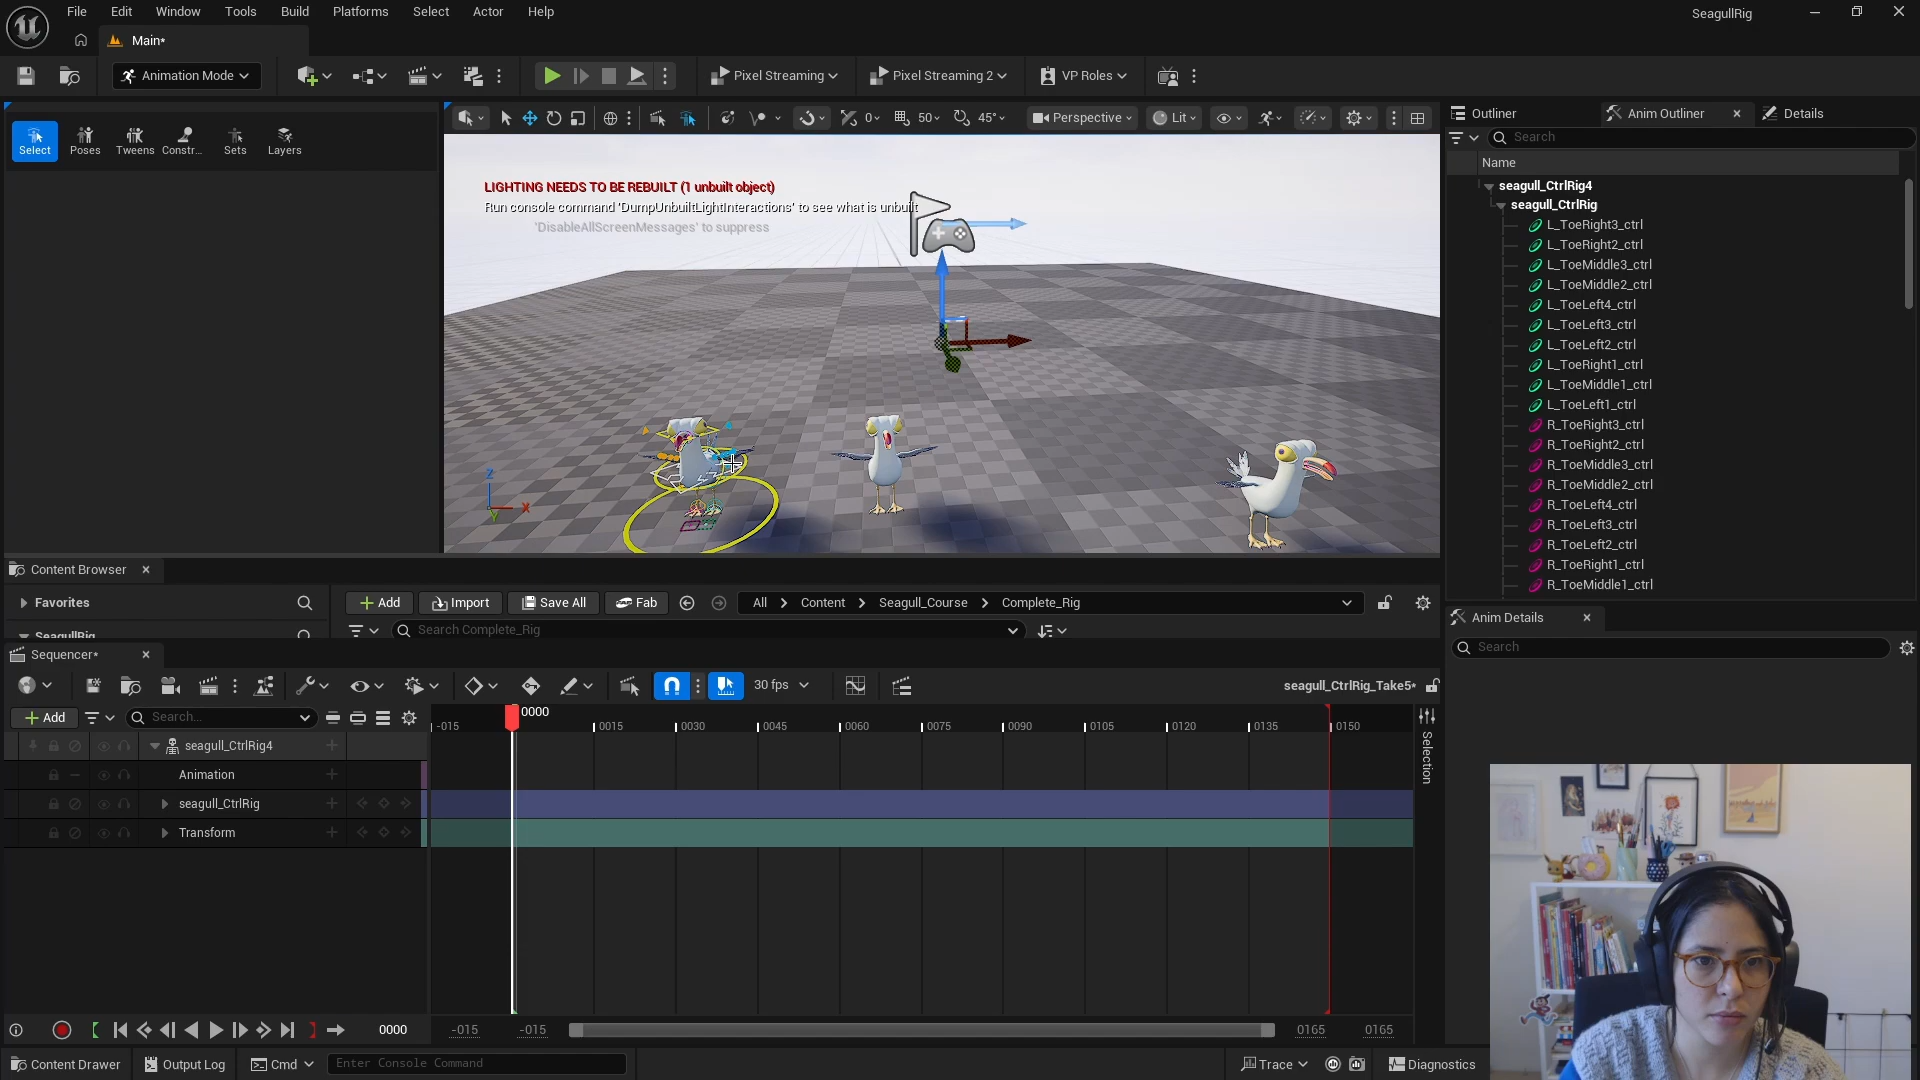 File Edit Window Tools Build Platforms Select Actor Help
SeagullRig
Main*
Animation Mode
Pixel Streaming
Pixel Streaming 2
VP Roles
Select Poses Tweens Constr... Sets Layers
0 50 45° Perspective Lit
LIGHTING NEEDS TO BE REBUILT (1 unbuilt object)
Run console command 'DumpUnbuiltLightInteractions' to see what is unbuilt
'DisableAllScreenMessages' to suppress
Z
X
Y
Outliner Anim Outliner Details
Search
Name
seagull_CtrlRig4
seagull_CtrlRig
L_ToeRight3_ctrl
L_ToeRight2_ctrl
L_ToeMiddle3_ctrl
L_ToeMiddle2_ctrl
L_ToeLeft4_ctrl
L_ToeLeft3_ctrl
L_ToeLeft2_ctrl
L_ToeRight1_ctrl
L_ToeMiddle1_ctrl
L_ToeLeft1_ctrl
R_ToeRight3_ctrl
R_ToeRight2_ctrl
R_ToeMiddle3_ctrl
R_ToeMiddle2_ctrl
R_ToeLeft4_ctrl
R_ToeLeft3_ctrl
R_ToeLeft2_ctrl
R_ToeRight1_ctrl
R_ToeMiddle1_ctrl
Anim Details
Search
Content Browser
Favorites
SeagullRig
Add Import Save All Fab All Content Seagull_Course Complete_Rig
Search Complete_Rig
Sequencer*
30 fps
seagull_CtrlRig_Take5*
Add Search...
0000
-015 0015 0030 0045 0060 0075 0090 0105 0120 0135 0150
Selection
seagull_CtrlRig4
Animation
seagull_CtrlRig
Transform
0000 -015 -015 0165 0165
Content Drawer Output Log Cmd Enter Console Command Trace Diagnostics